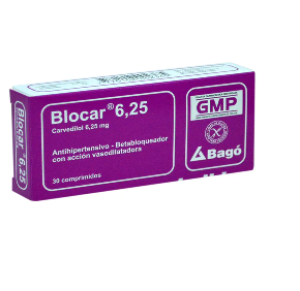 Blocar® 6,25
Carvedilol 6,25 mg
Antihipertensivo - Betabloqueador
con acción vasodilatadora
30 comprimidos
GMP
Bagó
Blocar® 6,25